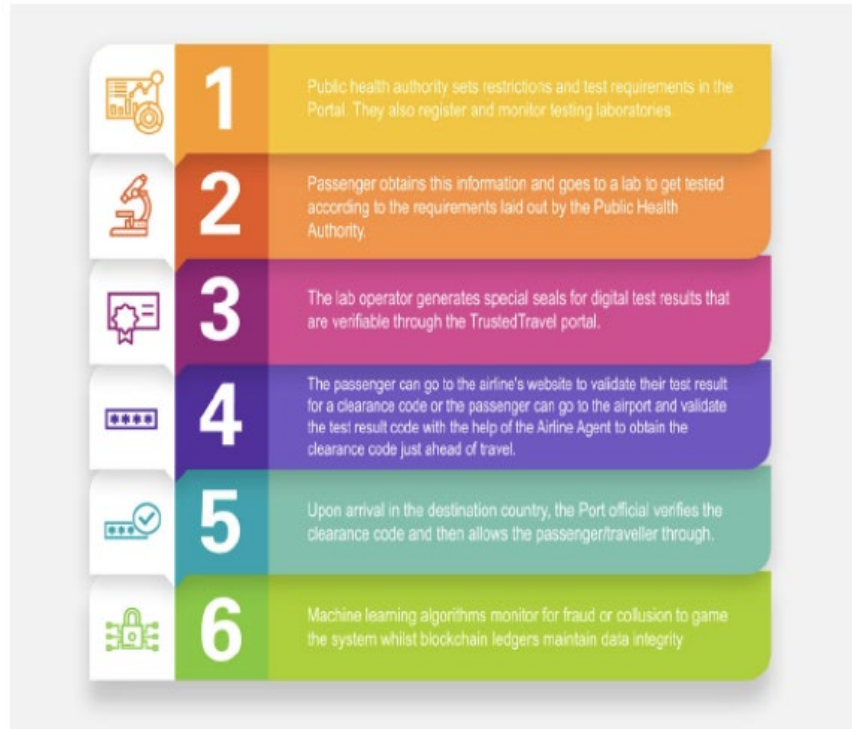 1
Public health authority sets restrictions and test requirements in the
Portal. They also register and monitor testing laboratories
2
Passenger obtains this information and goes to a lab to get tested
according to the requirements laid out by the Public Health
Authority.
3
The lab operator generates special seals for digital test results that
are verifiable through the TrustedTravel portal.
****
4
The passenger can go to the airline's website to validate their test result
for a clearance code or the passenger can go to the airport and validate
the test result code with the help of the Airline Agent to obtain the
clearance code just ahead of travel.
***
5
Upon arrival in the destination country, the Port official verifies the
clearance code and then allows the passenger/traveller through.
6
Machine learning algorithms monitor for fraud or collusion to game
the system whilst blockchain ledgers maintain data integrity